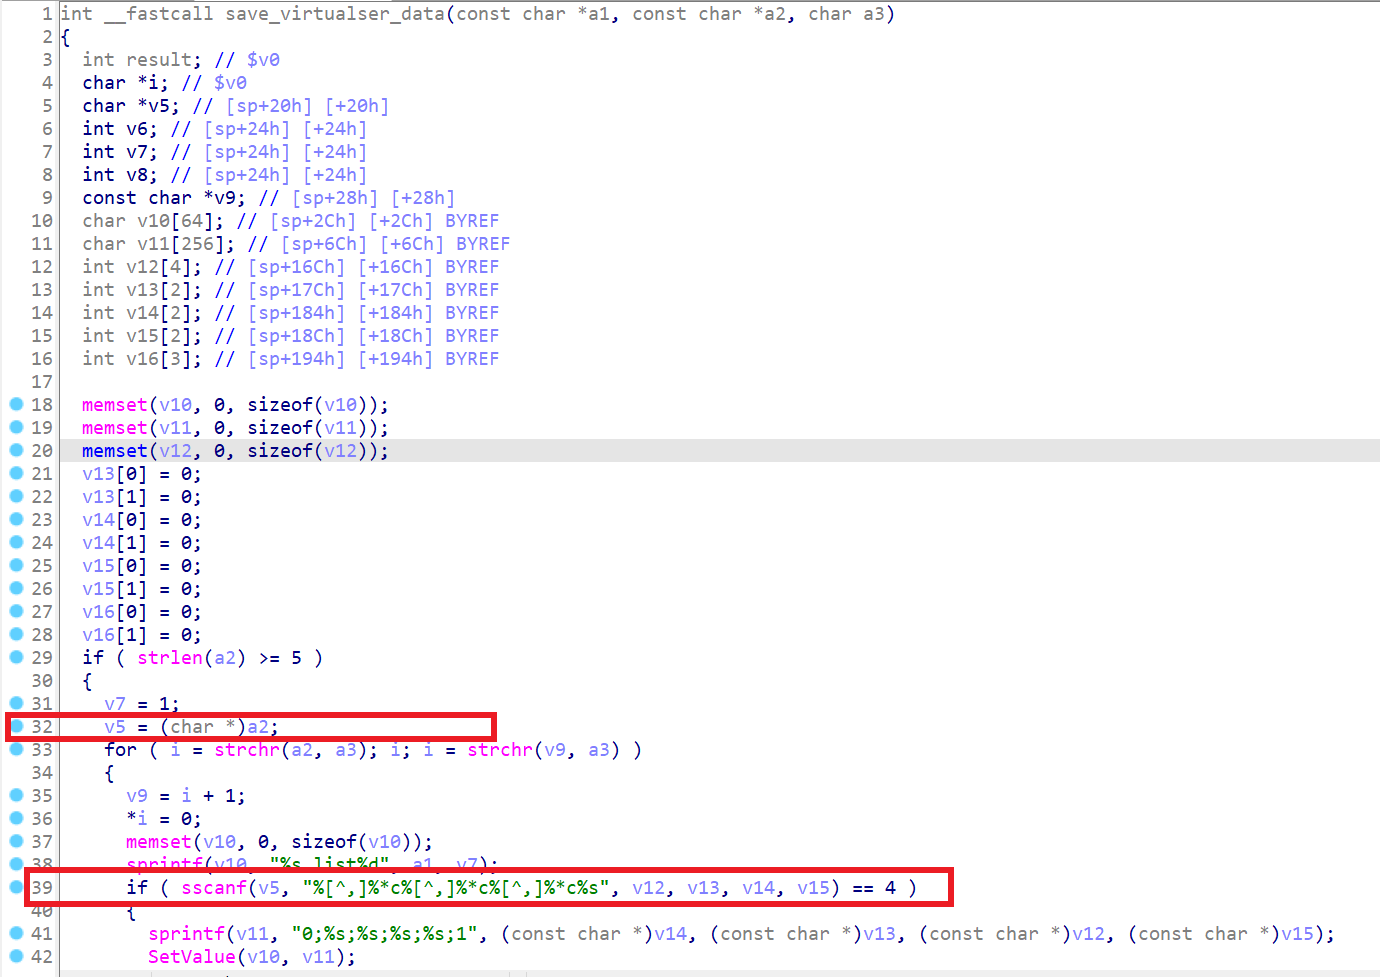 1 int __fastcall save_virtualser_data(const char *a1, const char *a2, char a3)
2 {
3 int result; // $v0
4 char *i; // $v0
5 char *v5; // [sp+20h] [+20h]
6 int v6; // [sp+24h] [+24h]
7 int v7; // [sp+24h] [+24h]
8 int v8; // [sp+24h] [+24h]
9 const char *v9; // [sp+28h] [+28h]
10 char v10[64]; // [sp+2Ch] [+2Ch] BYREF
11 char v11[256]; // [sp+6Ch] [+6Ch] BYREF
12 int v12[4]; // [sp+16Ch] [+16Ch] BYREF
13 int v13[2]; // [sp+17Ch] [+17Ch] BYREF
14 int v14[2]; // [sp+184h] [+184h] BYREF
15 int v15[2]; // [sp+18Ch] [+18Ch] BYREF
16 int v16[3]; // [sp+194h] [+194h] BYREF
17
18 memset(v10, 0, sizeof(v10));
19 memset(v11, 0, sizeof(v11));
20 memset(v12, 0, sizeof(v12));
21 v13[0] = 0;
22 v13[1] = 0;
23 v14[0] = 0;
24 v14[1] = 0;
25 v15[0] = 0;
26 v15[1] = 0;
27 v16[0] = 0;
28 v16[1] = 0;
29 if ( strlen(a2) >= 5 )
30 {
31 v7 = 1;
32 v5 = (char *)a2;
33 for ( i = strchr(a2, a3); i; i = strchr(v9, a3) )
34 {
35 v9 = i + 1;
36 *i = 0;
37 memset(v10, 0, sizeof(v10));
38 sprintf(v10, "%s.list%d", a1, v7);
39 if ( sscanf(v5, "%[^,]%*c%[^,]%*c%[^,]%*c%s", v12, v13, v14, v15) == 4 )
40 {
41 sprintf(v11, "0;%s;%s;%s;%s;1", (const char *)v14, (const char *)v13, (const char *)v12, (const char *)v15);
42 SetValue(v10, v11);